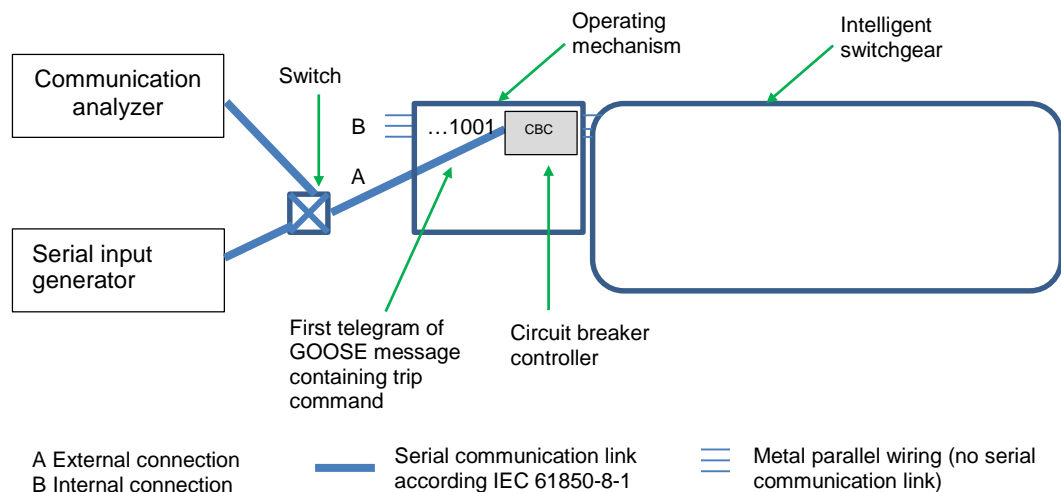 Operating
mechanism
Intelligent
switchgear
Communication
analyzer
Switch
B
...1001
CBC
A
Serial input
generator
First telegram of
GOOSE message
containing trip
command
Circuit breaker
controller
A External connection
B Internal connection
Serial communication link
according IEC 61850-8-1
Metal parallel wiring (no serial
communication link)